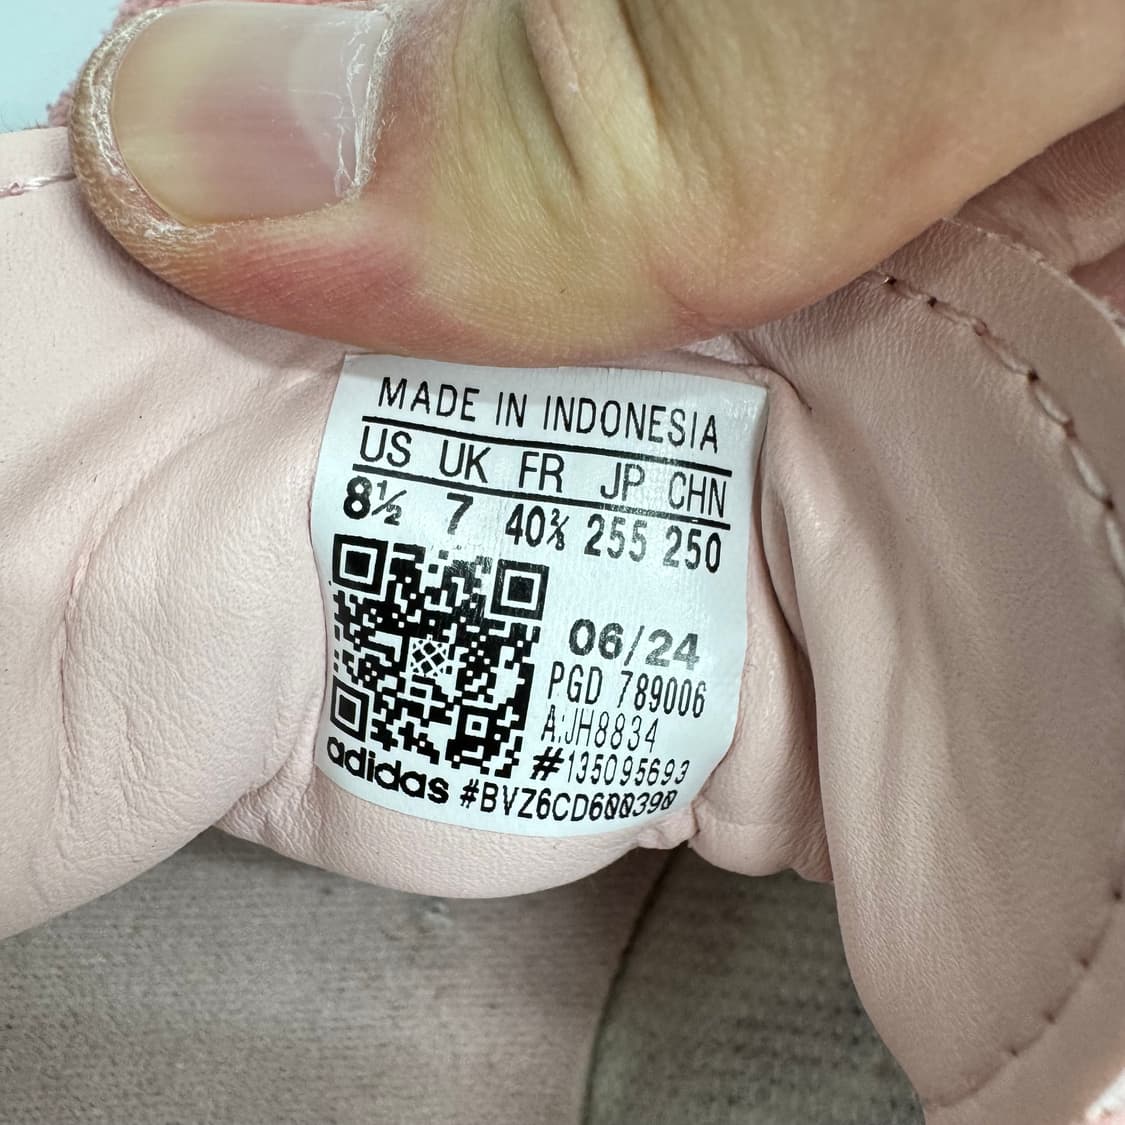 MADE IN INDONESIA
US UK FR JP CHN
8½ 7 40⅔ 255 250
06/24
PGD 789006
A:JH8834
#135095693
adidas #BVZ6CD600390